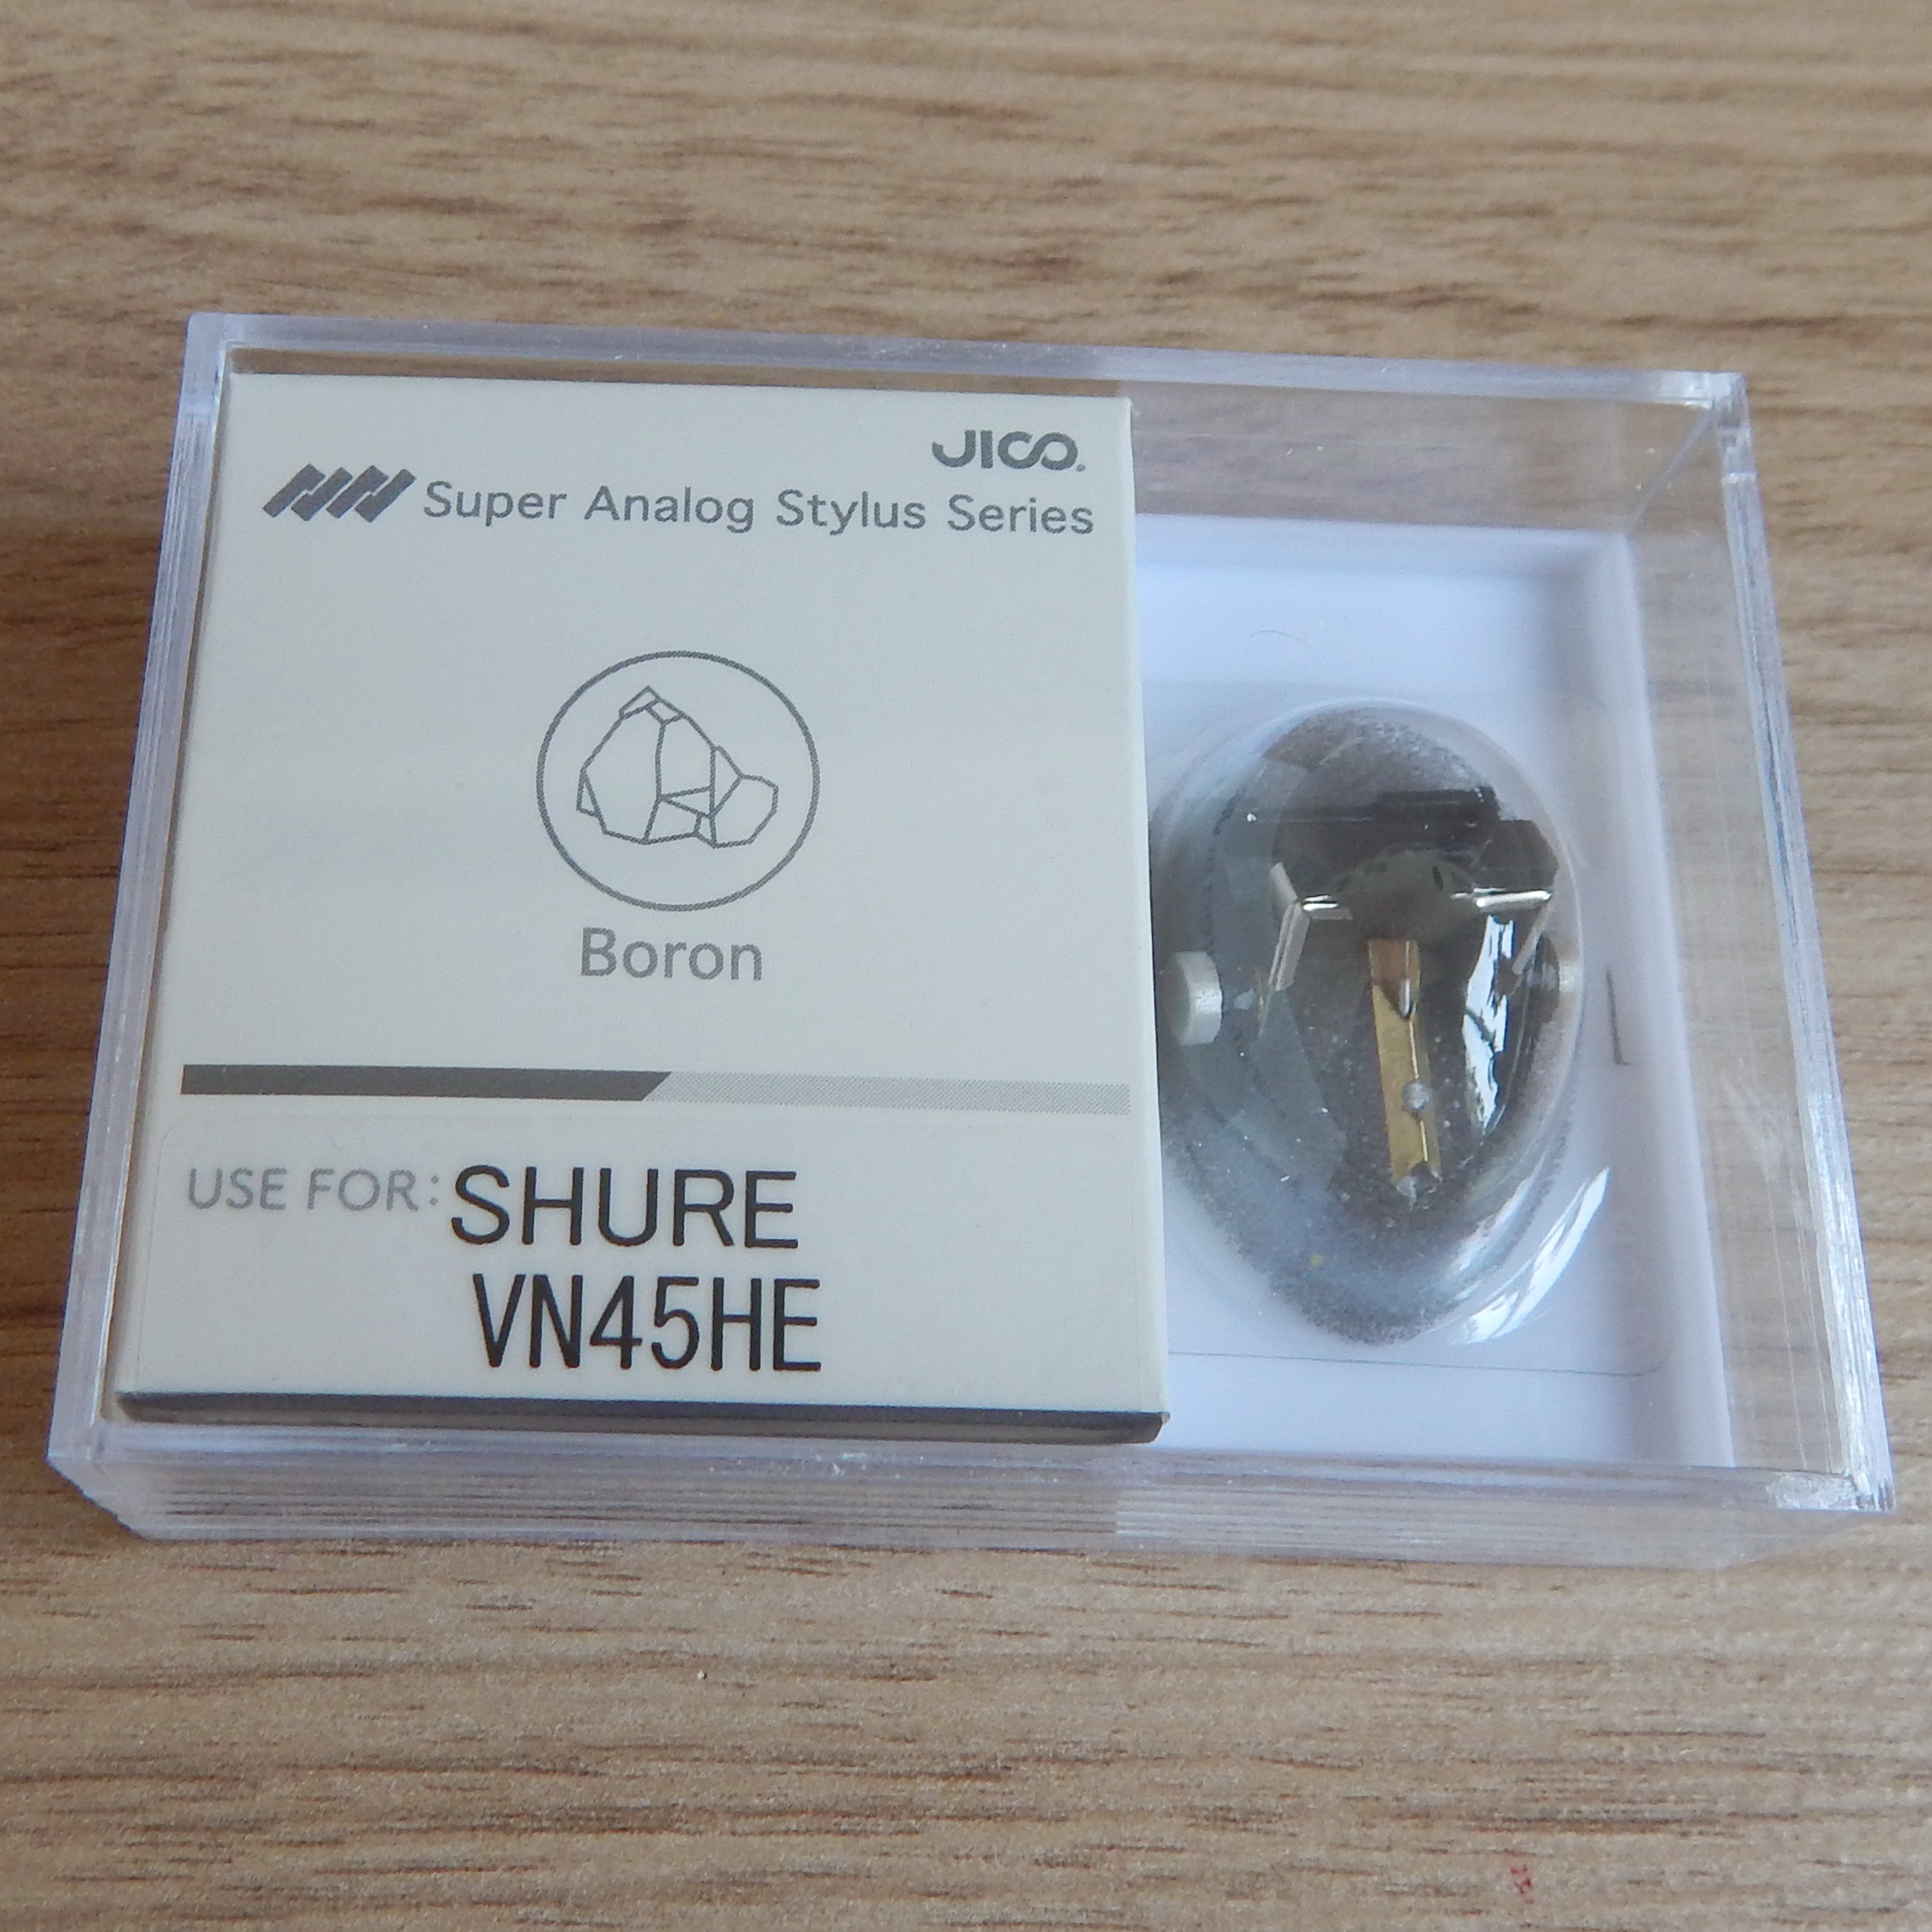 JICO
Super Analog Stylus Series
Boron
USE FOR: SHURE
VN45HE